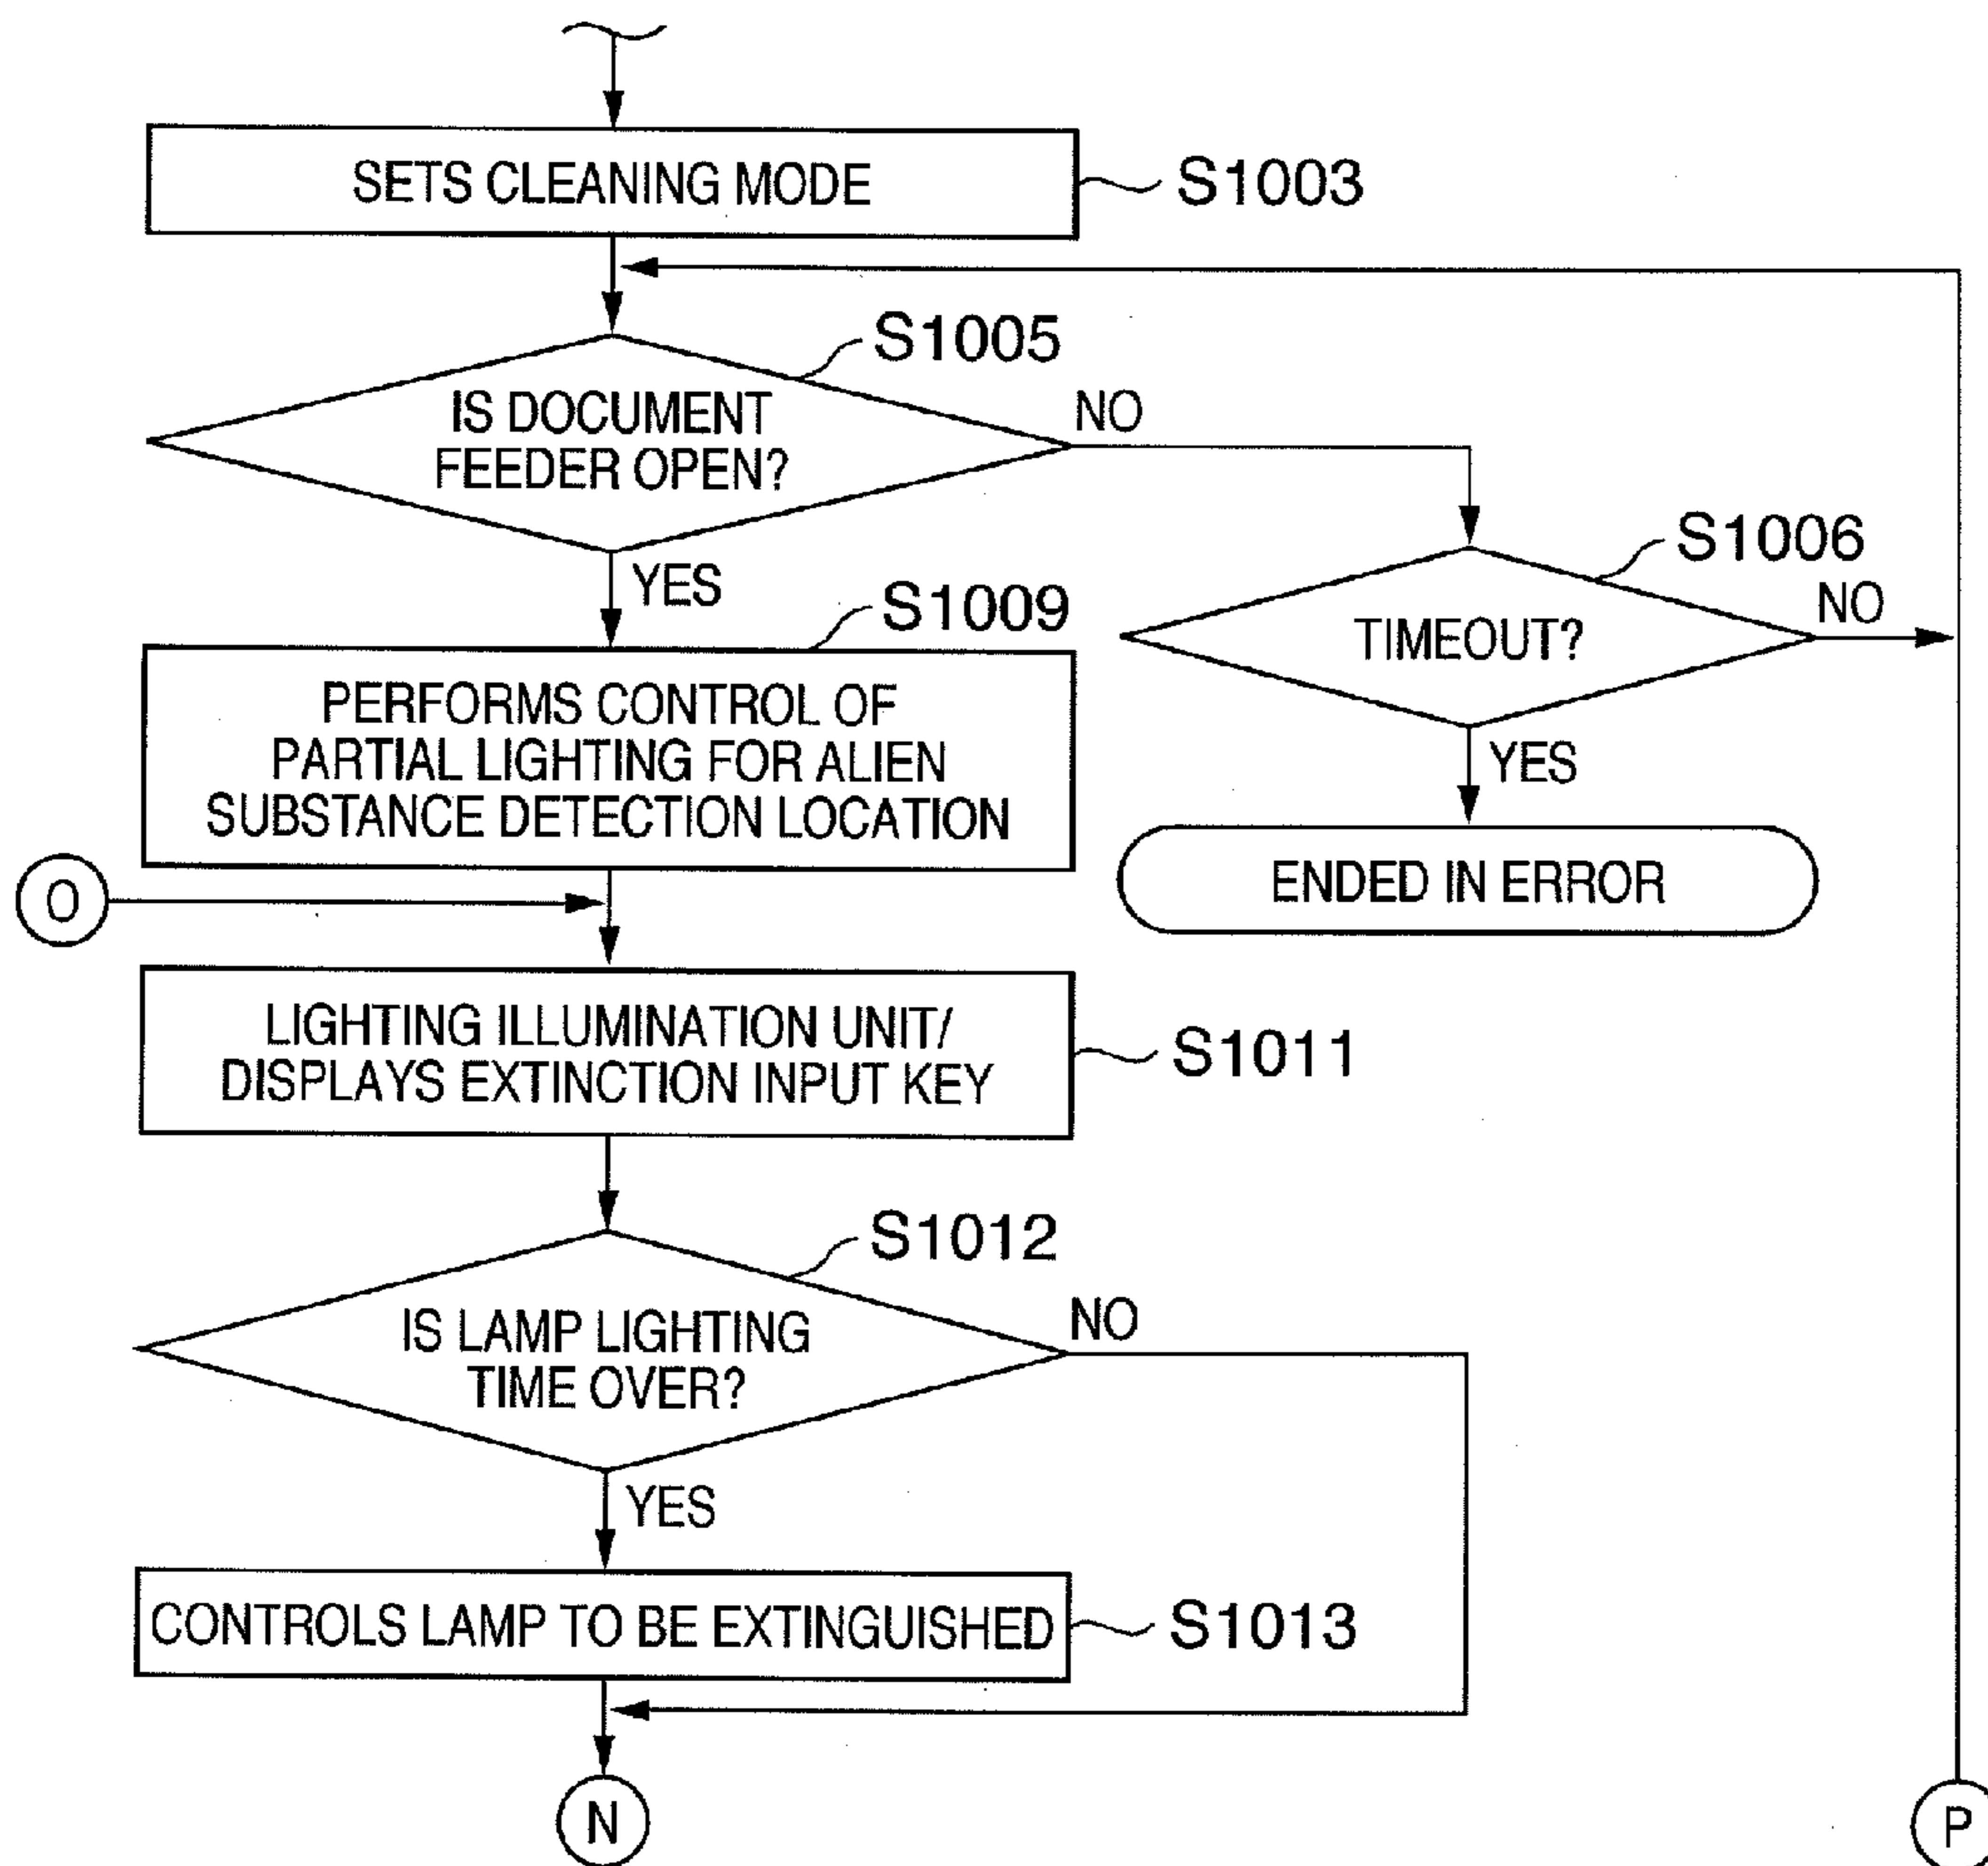 SETS CLEANING MODE
S1003
S1005
IS DOCUMENT
FEEDER OPEN?
NO
YES
S1006
TIMEOUT?
NO
YES
ENDED IN ERROR
S1009
PERFORMS CONTROL OF
PARTIAL LIGHTING FOR ALIEN
SUBSTANCE DETECTION LOCATION
O
LIGHTING ILLUMINATION UNIT/
DISPLAYS EXTINCTION INPUT KEY
S1011
S1012
IS LAMP LIGHTING
TIME OVER?
NO
YES
CONTROLS LAMP TO BE EXTINGUISHED
S1013
N
P